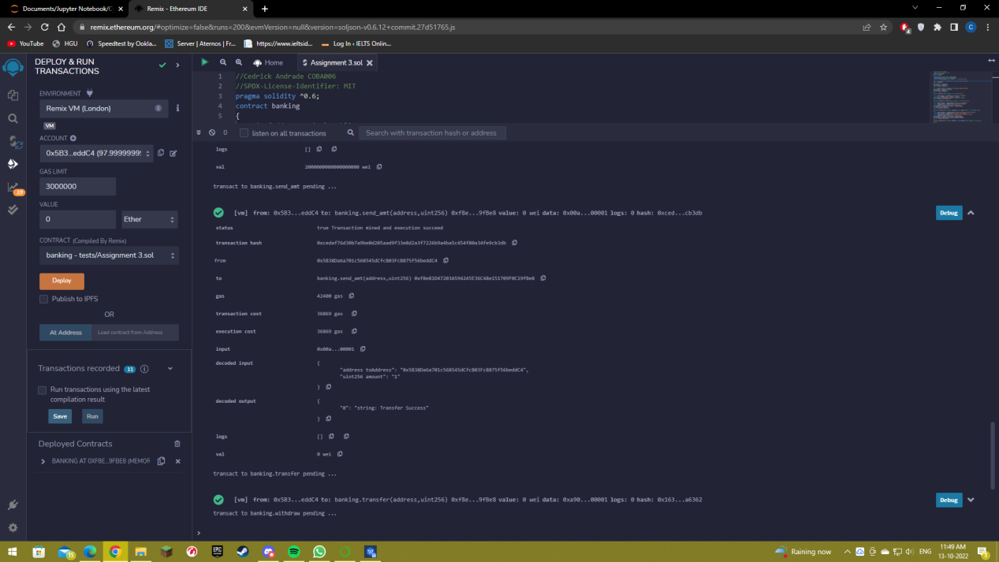 Documents/Jupyter Notebook/C
Remix - Ethereum IDE
remix.ethereum.org/#optimize=false&runs=200&evmVersion=null&version=soljson-v0.6.12+commit.27d51765.js
YouTube
HGU
Speedtest by Ookla...
Server | Aternos | Fr...
https://www.ieltsid...
Log In ‹ IELTS Onlin...
C
4
DEPLOY & RUN
TRANSACTIONS
ENVIRONMENT
Remix VM (London)
VM
ACCOUNT
0x5B3...eddC4 (97.99999999
GAS LIMIT
3000000
VALUE
0
Ether
CONTRACT (Compiled By Remix)
banking - tests/Assignment 3.sol
Deploy
Publish to IPFS
OR
At Address
Load contract from Address
Transactions recorded 11
Run transactions using the latest
compilation result
Save
Run
Deployed Contracts
BANKING AT 0XF8E...9FBE8 (MEMOR
Home
Assignment 3.sol
1 //Cedrick Andrade COBA006
2 //SPDX-License-Identifier: MIT
3 pragma solidity ^0.6;
4 contract banking
5 {
0
listen on all transactions
Search with transaction hash or address
logs []
val 2000000000000000000 wei
transact to banking.send_amt pending ...
[vm] from: 0x5B3...eddC4 to: banking.send_amt(address,uint256) 0xf8e...9fBe8 value: 0 wei data: 0x00a...00001 logs: 0 hash: 0xced...cb3db
Debug
status true Transaction mined and execution succeed
transaction hash
from 0x5B38Da6a701c568545dCfcB03FcB875f56beddC4
to banking.send_amt(address,uint256) 0xf8e81D47203A594245E36C48e151709F0C19fBe8
gas 42400 gas
transaction cost 36869 gas
execution cost 36869 gas
input 0x00a...00001
decoded input {
"address toAddress": "0x5B38Da6a701c568545dCfcB03FcB875f56beddC4",
"uint256 amount": "1"
}
decoded output {
"0": "string: Transfer Success"
}
logs []
val 0 wei
transact to banking.transfer pending ...
[vm] from: 0x5B3...eddC4 to: banking.transfer(address,uint256) 0xf8e...9fBe8 value: 0 wei data: 0xa90...00001 logs: 0 hash: 0x163...a6362
Debug
transact to banking.withdraw pending ...
19
15
EPIC
Raining now
ENG
11:49 AM
13-10-2022
3